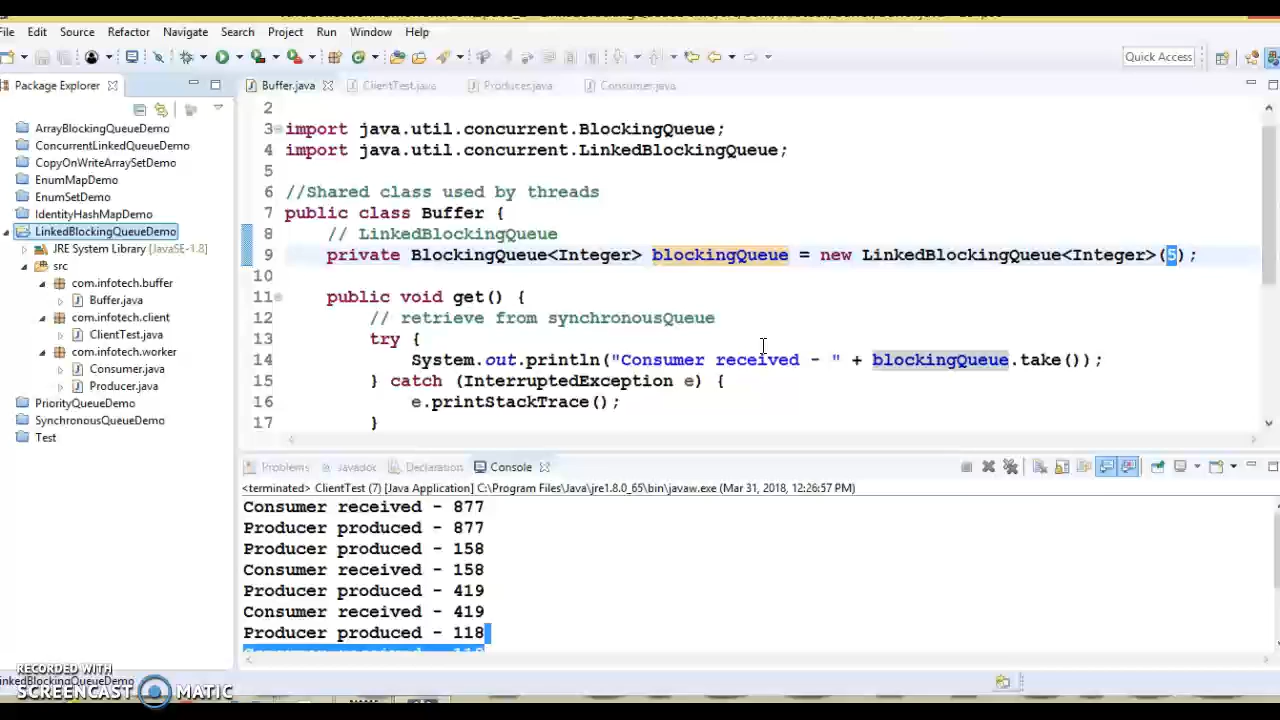 File Edit Source Refactor Navigate Search Project Run Window Help
Quick Access
Package Explorer
Buffer.java ClientTest.java Producer.java Consumer.java
ArrayBlockingQueueDemo
ConcurrentLinkedQueueDemo
CopyOnWriteArraySetDemo
EnumMapDemo
EnumSetDemo
IdentityHashMapDemo
LinkedBlockingQueueDemo
JRE System Library [JavaSE-1.8]
src
com.infotech.buffer
Buffer.java
com.infotech.client
ClientTest.java
com.infotech.worker
Consumer.java
Producer.java
PriorityQueueDemo
SynchronousQueueDemo
Test
2
3 import java.util.concurrent.BlockingQueue;
4 import java.util.concurrent.LinkedBlockingQueue;
5
6 //Shared class used by threads
7 public class Buffer {
8 // LinkedBlockingQueue
9 private BlockingQueue<Integer> blockingQueue = new LinkedBlockingQueue<Integer>(5);
10
11 public void get() {
12 // retrieve from synchronousQueue
13 try {
14 System.out.println("Consumer received - " + blockingQueue.take());
15 } catch (InterruptedException e) {
16 e.printStackTrace();
17 }
Problems Javadoc Declaration Console
<terminated> ClientTest (7) [Java Application] C:\Program Files\Java\jre1.8.0_65\bin\javaw.exe (Mar 31, 2018, 12:26:57 PM)
Consumer received - 877
Producer produced - 877
Producer produced - 158
Consumer received - 158
Producer produced - 419
Consumer received - 419
Producer produced - 118
Consumer received - 118
RECORDED WITH
SCREENCAST MATIC